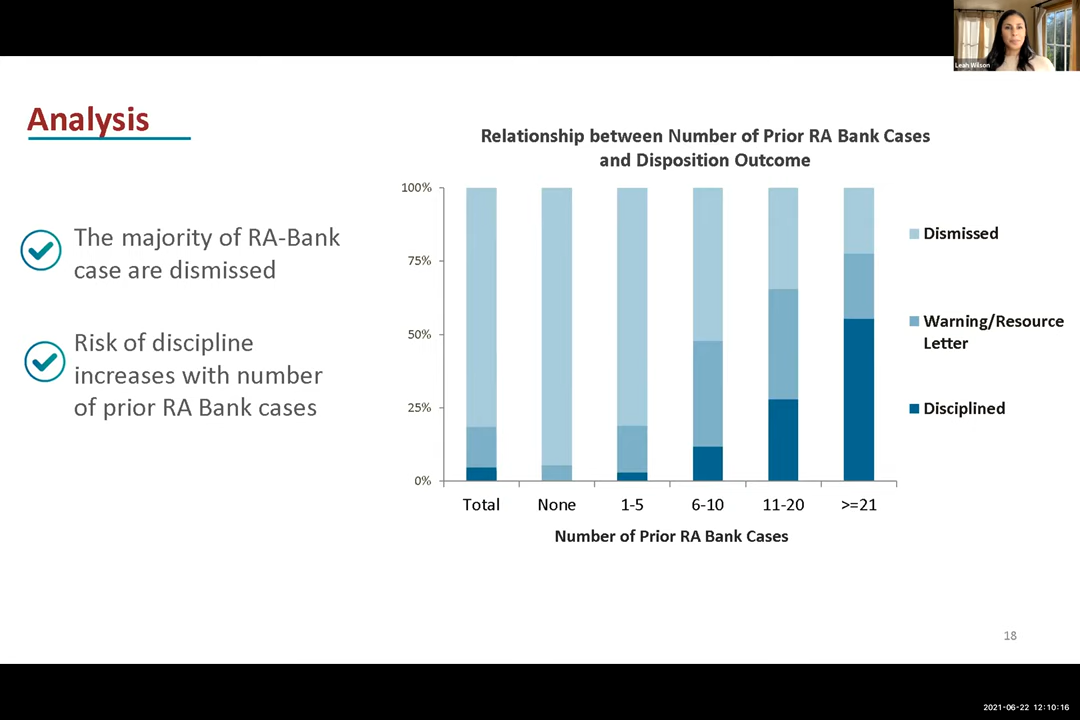 Leah Wilson
Analysis
The majority of RA-Bank
case are dismissed
Risk of discipline
increases with number
of prior RA Bank cases
Relationship between Number of Prior RA Bank Cases
and Disposition Outcome
100%
75%
50%
25%
0%
Total None 1-5 6-10 11-20 >=21
Number of Prior RA Bank Cases
Dismissed
Warning/Resource
Letter
Disciplined
18
2021-06-22 12:10:16